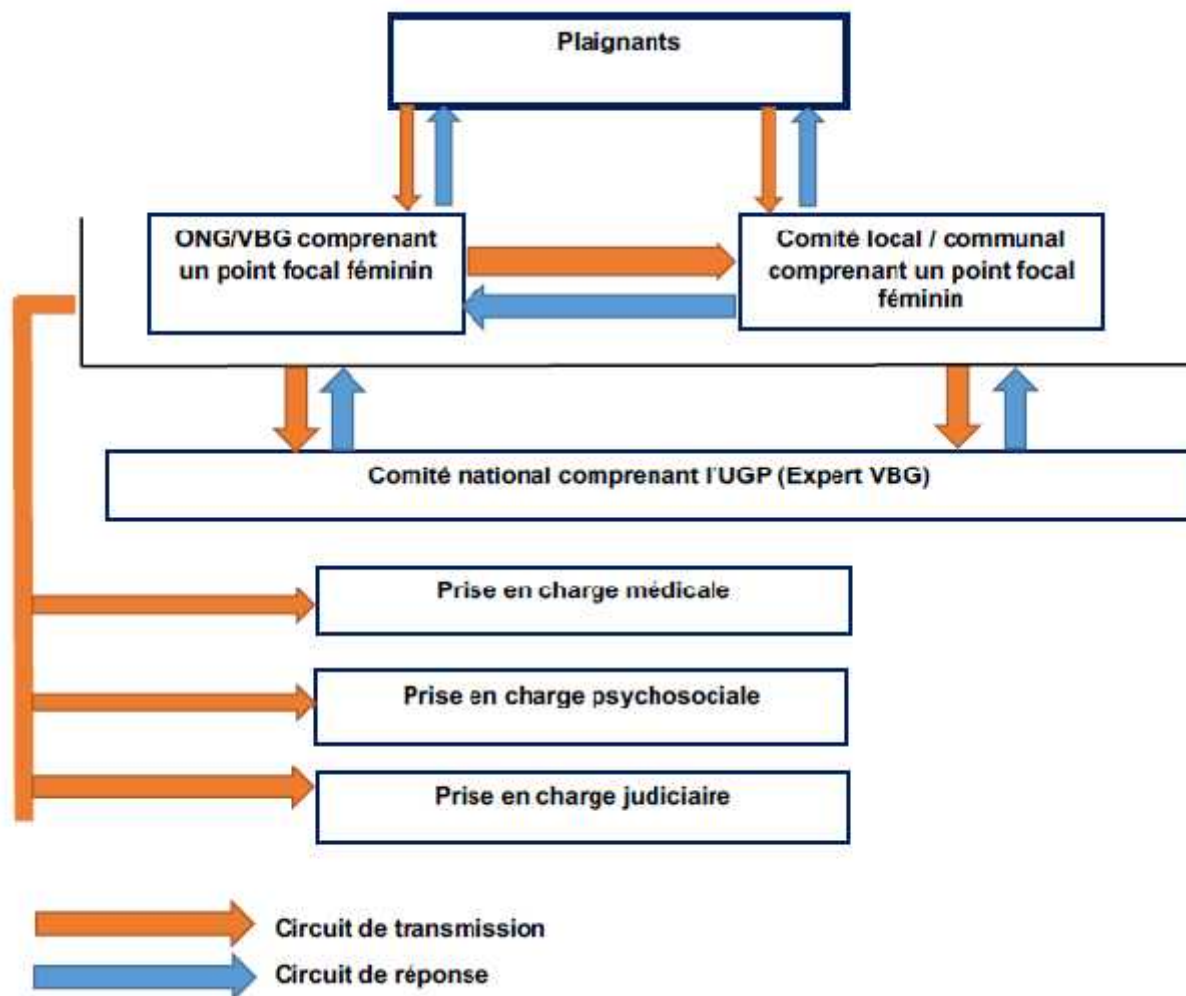 Plaignants
ONG/VBG comprenant
un point focal féminin
Comité local / communal
comprenant un point focal
féminin
Comité national comprenant l'UGP (Expert VBG)
Prise en charge médicale
Prise en charge psychosociale
Prise en charge judiciaire
Circuit de transmission
Circuit de réponse